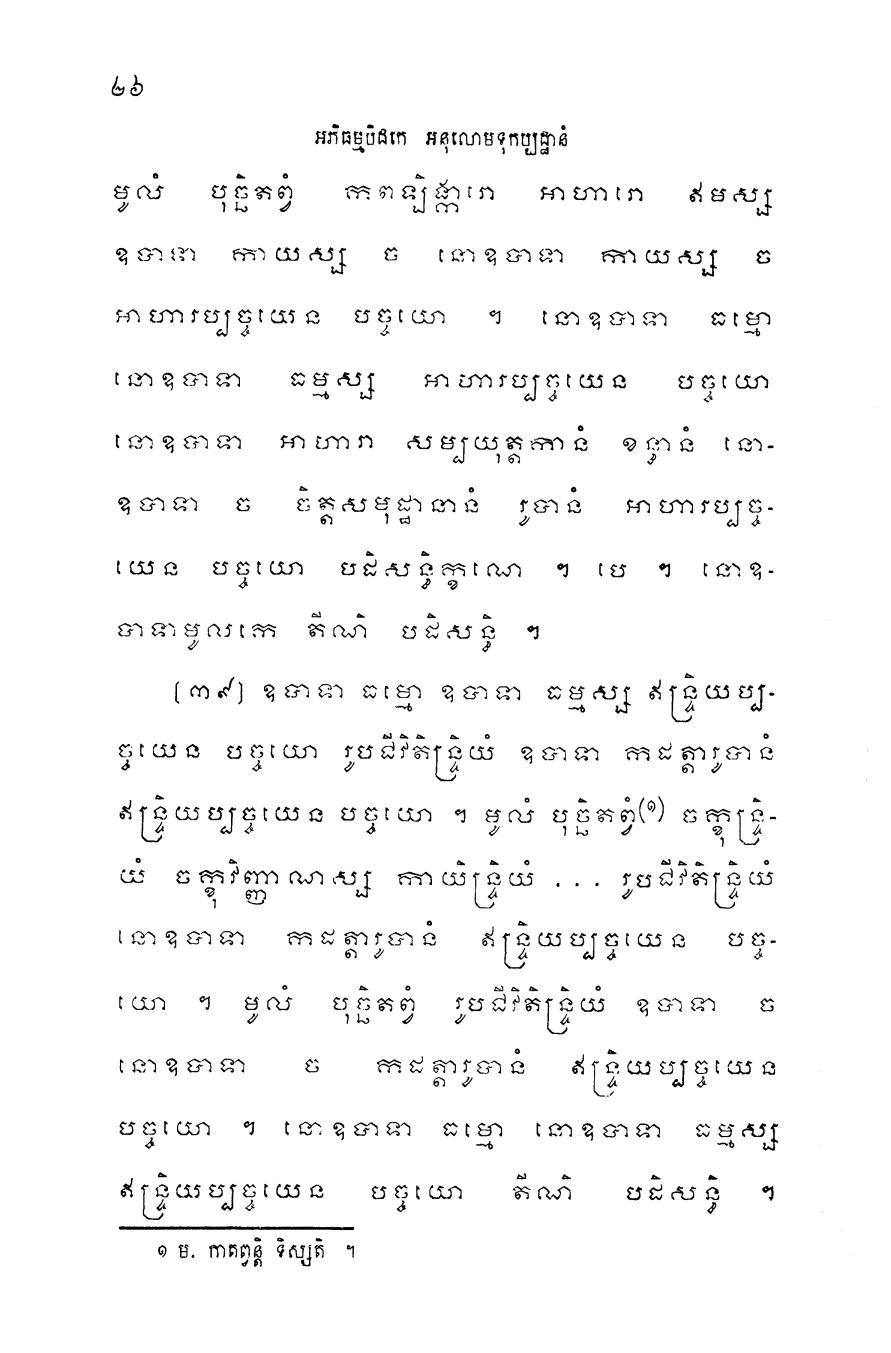 ២៦
អភិធម្មបិដកេ អនុលោមទុកប្បដ្ឋានំ
មូលំ បុច្ឆិតព្វំ កពឡិង្ការោ អាហារោ ឥមស្ស
ឧបាទា កាយស្ស ច នោឧបាទា កាយស្ស ច
អាហារប្បច្ចយេន បច្ចយោ ។ នោឧបាទា ធម្មោ
នោឧបាទា ធម្មស្ស អាហារប្បច្ចយេន បច្ចយោ
នោឧបាទា អាហារា សម្បយុត្តកានំ ខន្ធានំ នោ-
ឧបាទា ច ចិត្តសមុដ្ឋានានំ រូបានំ អាហារប្បច្ច-
យេន បច្ចយោ បដិសន្ធិក្ខណេ ។ បេ ។ នោឧ-
បាទាមូលកេ តីណិ បដិសន្ធិ ។
[៣៩] ឧបាទា ធម្មោ ឧបាទា ធម្មស្ស ឥន្ទ្រិយប្ប-
ច្ចយេន បច្ចយោ រូបជីវិតិន្ទ្រិយំ ឧបាទា កដត្តារូបានំ
ឥន្ទ្រិយប្បច្ចយេន បច្ចយោ ។ មូលំ បុច្ឆិតព្វំ(១) ចក្ខុន្ទ្រិ-
យំ ចក្ខុវិញ្ញាណស្ស កាយិន្ទ្រិយំ ... រូបជីវិតិន្ទ្រិយំ
នោឧបាទា កដត្តារូបានំ ឥន្ទ្រិយប្បច្ចយេន បច្ច-
យោ ។ មូលំ បុច្ឆិតព្វំ រូបជីវិតិន្ទ្រិយំ ឧបាទា ច
នោឧបាទា ច កដត្តារូបានំ ឥន្ទ្រិយប្បច្ចយេន
បច្ចយោ ។ នោឧបាទា ធម្មោ នោឧបាទា ធម្មស្ស
ឥន្ទ្រិយប្បច្ចយេន បច្ចយោ តីណិ បដិសន្ធិ ។
១ ម. កាតព្វន្តិ ទិស្សតិ ។